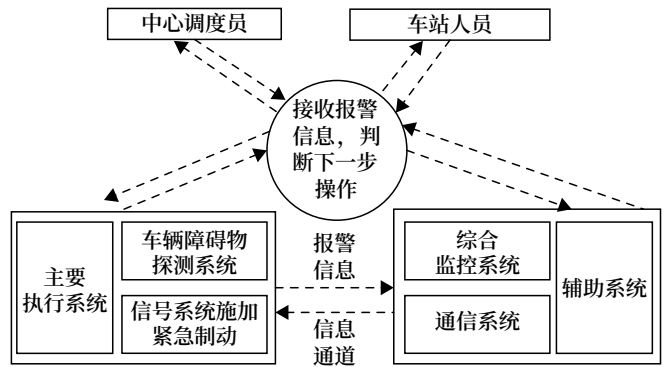 中心调度员
车站人员
接收报警
信息，判
断下一步
操作
主要
执行系统
车辆障碍物
探测系统
信号系统施加
紧急制动
报警
信息
信息
通道
综合
监控系统
通信系统
辅助系统